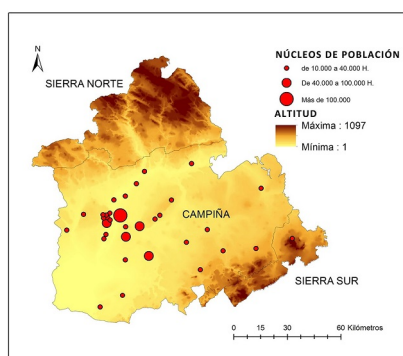 N
NÚCLEOS DE POBLACIÓN
de 10.000 a 40.000 H.
De 40.000 a 100.000 H.
Más de 100.000
ALTITUD
Máxima : 1097
Mínima : 1
SIERRA NORTE
CAMPIÑA
SIERRA SUR
0 15 30 60 Kilómetros